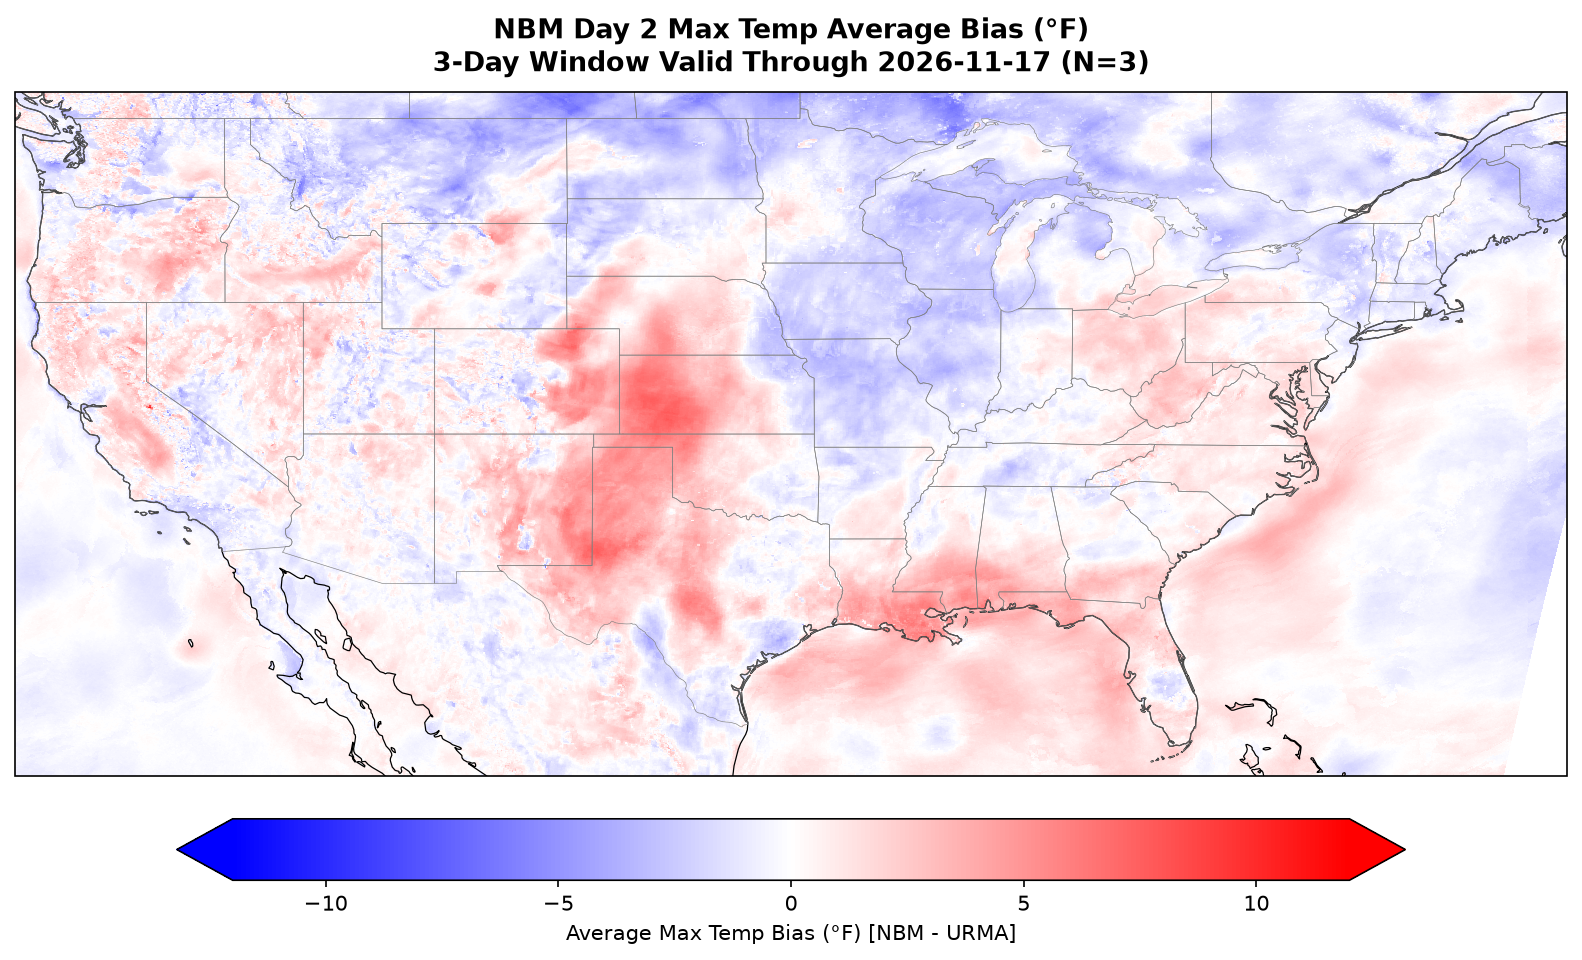 NBM Day 2 Max Temp Average Bias (°F)
3-Day Window Valid Through 2026-11-17 (N=3)
−10 −5 0 5 10
Average Max Temp Bias (°F) [NBM - URMA]